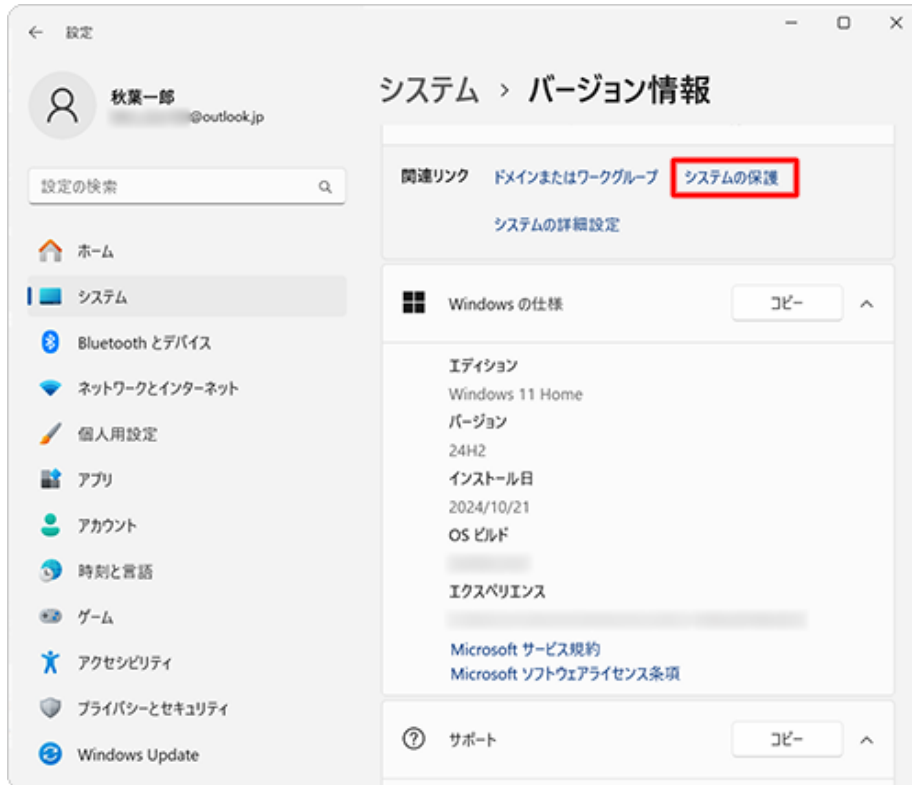 設定
秋葉一郎
@outlook.jp
設定の検索
ホーム
システム
Bluetooth とデバイス
ネットワークとインターネット
個人用設定
アプリ
アカウント
時刻と言語
ゲーム
アクセシビリティ
プライバシーとセキュリティ
Windows Update
システム › バージョン情報
関連リンク ドメインまたはワークグループ システムの保護
システムの詳細設定
Windows の仕様 コピー
エディション
Windows 11 Home
バージョン
24H2
インストール日
2024/10/21
OS ビルド
エクスペリエンス
Microsoft サービス規約
Microsoft ソフトウェアライセンス条項
サポート コピー